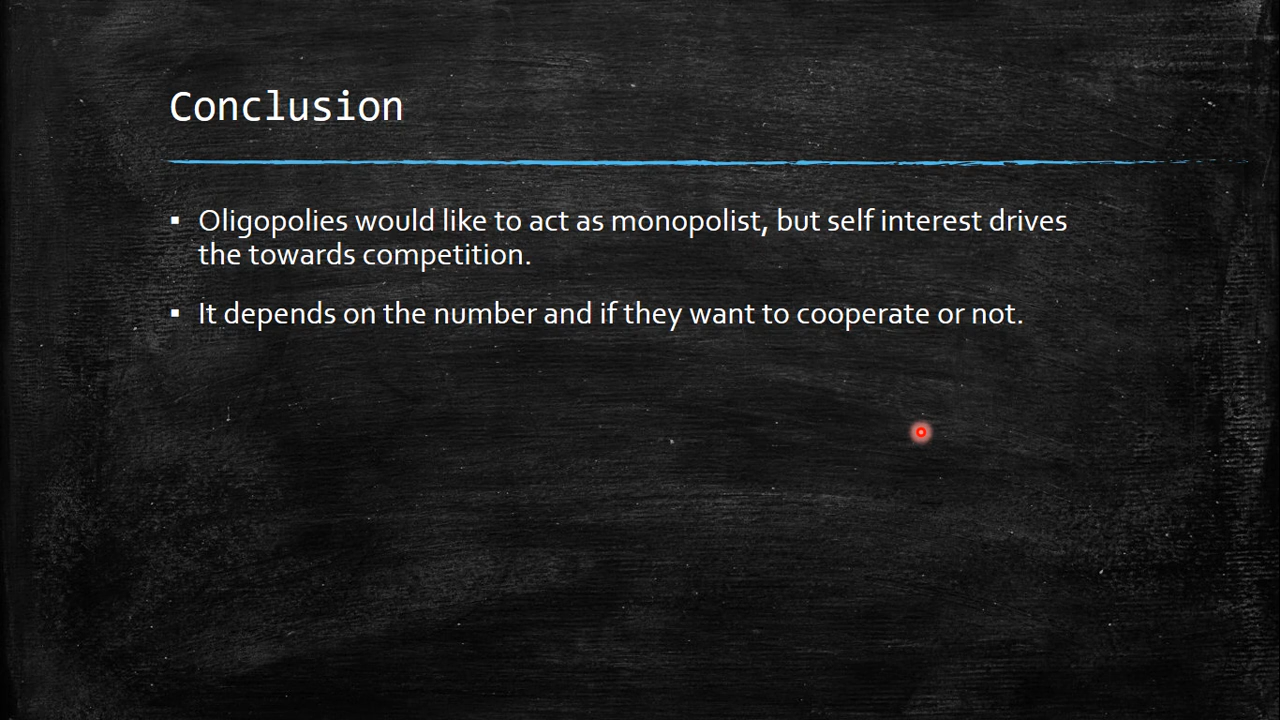 Conclusion
▪ Oligopolies would like to act as monopolist, but self interest drives
the towards competition.
▪ It depends on the number and if they want to cooperate or not.